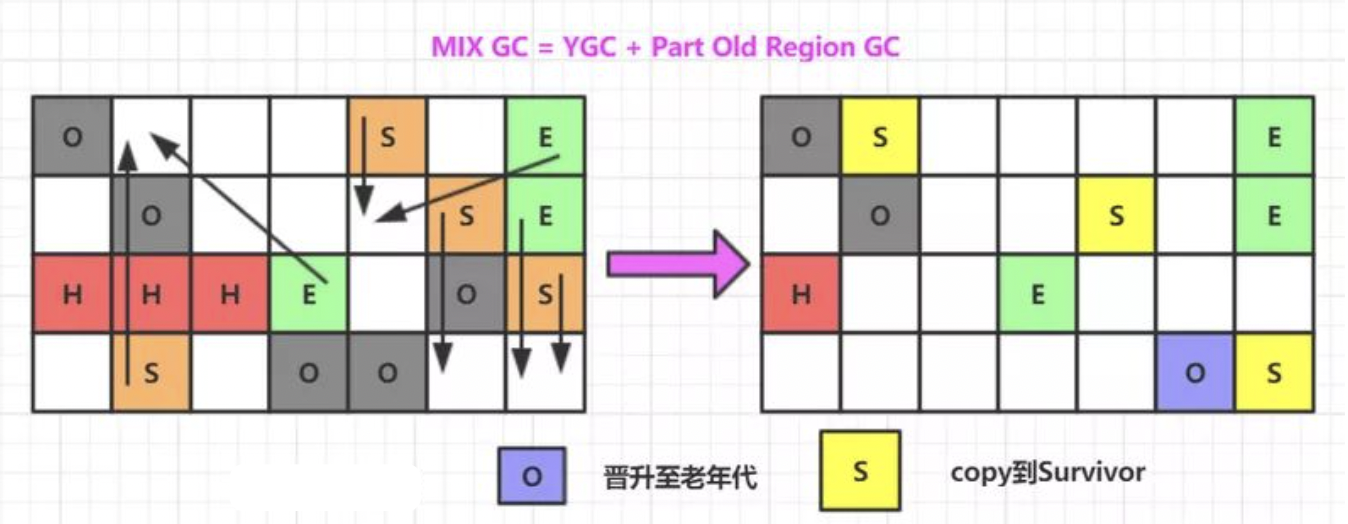 MIX GC = YGC + Part Old Region GC
O S E
O S E
H H H E O S
S O O
O S E
O S E
H E
O S
O 晋升至老年代
S copy到Survivor